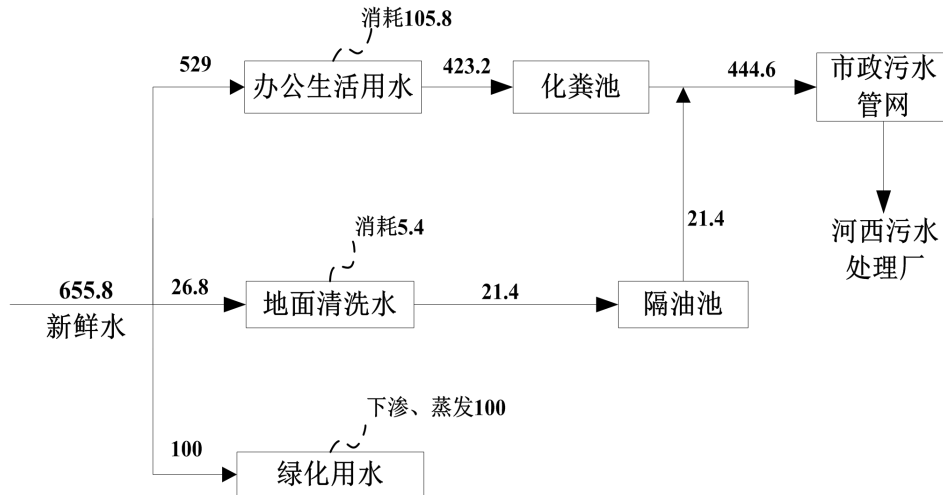 消耗105.8
529
办公生活用水
423.2
化粪池
444.6
市政污水
管网
消耗5.4
21.4
河西污水
处理厂
655.8
新鲜水
26.8
地面清洗水
21.4
隔油池
下渗、蒸发100
100
绿化用水